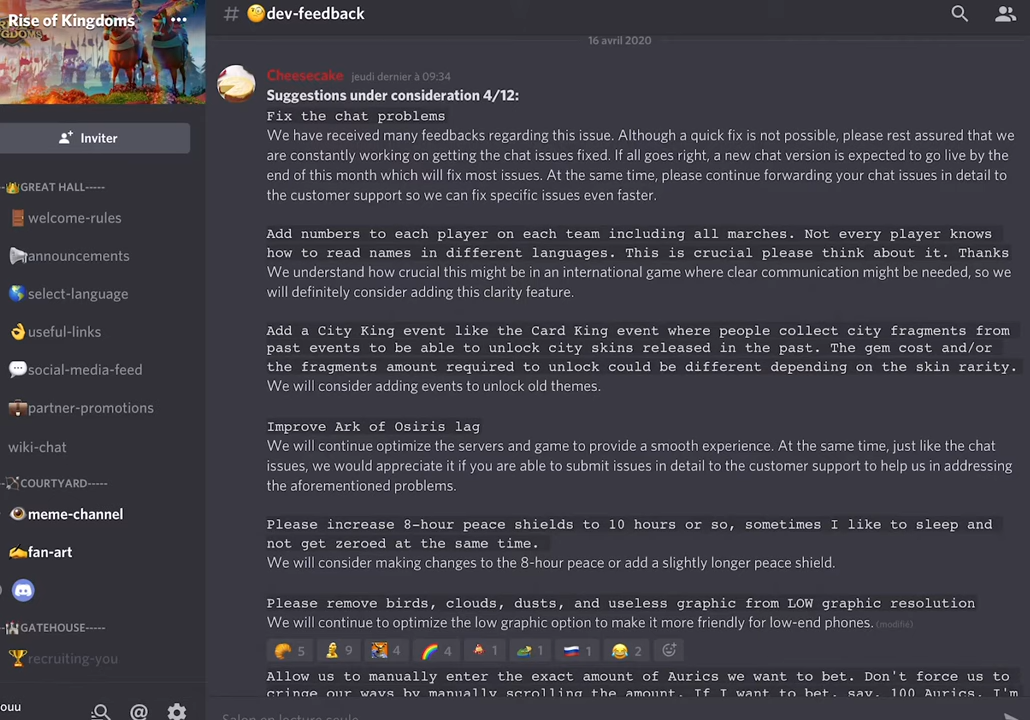 Rise of Kingdoms
•••
Inviter
GREAT HALL-----
welcome-rules
announcements
select-language
useful-links
social-media-feed
partner-promotions
wiki-chat
COURTYARD-----
meme-channel
fan-art
GATEHOUSE-----
recruiting-you
ouu
# dev-feedback
16 avril 2020
Cheesecake jeudi dernier à 09:34
Suggestions under consideration 4/12:
Fix the chat problems
We have received many feedbacks regarding this issue. Although a quick fix is not possible, please rest assured that we
are constantly working on getting the chat issues fixed. If all goes right, a new chat version is expected to go live by the
end of this month which will fix most issues. At the same time, please continue forwarding your chat issues in detail to
the customer support so we can fix specific issues even faster.
Add numbers to each player on each team including all marches. Not every player knows
how to read names in different languages. This is crucial please think about it. Thanks
We understand how crucial this might be in an international game where clear communication might be needed, so we
will definitely consider adding this clarity feature.
Add a City King event like the Card King event where people collect city fragments from
past events to be able to unlock city skins released in the past. The gem cost and/or
the fragments amount required to unlock could be different depending on the skin rarity.
We will consider adding events to unlock old themes.
Improve Ark of Osiris lag
We will continue optimize the servers and game to provide a smooth experience. At the same time, just like the chat
issues, we would appreciate it if you are able to submit issues in detail to the customer support to help us in addressing
the aforementioned problems.
Please increase 8-hour peace shields to 10 hours or so, sometimes I like to sleep and
not get zeroed at the same time.
We will consider making changes to the 8-hour peace or add a slightly longer peace shield.
Please remove birds, clouds, dusts, and useless graphic from LOW graphic resolution
We will continue to optimize the low graphic option to make it more friendly for low-end phones. (modifié)
5 9 4 4 1 1 1 2
Allow us to manually enter the exact amount of Aurics we want to bet. Don't force us to
cringe our ways by manually scrolling the amount. If I want to bet, say, 100 Aurics, I'm
Salon en lecture seule